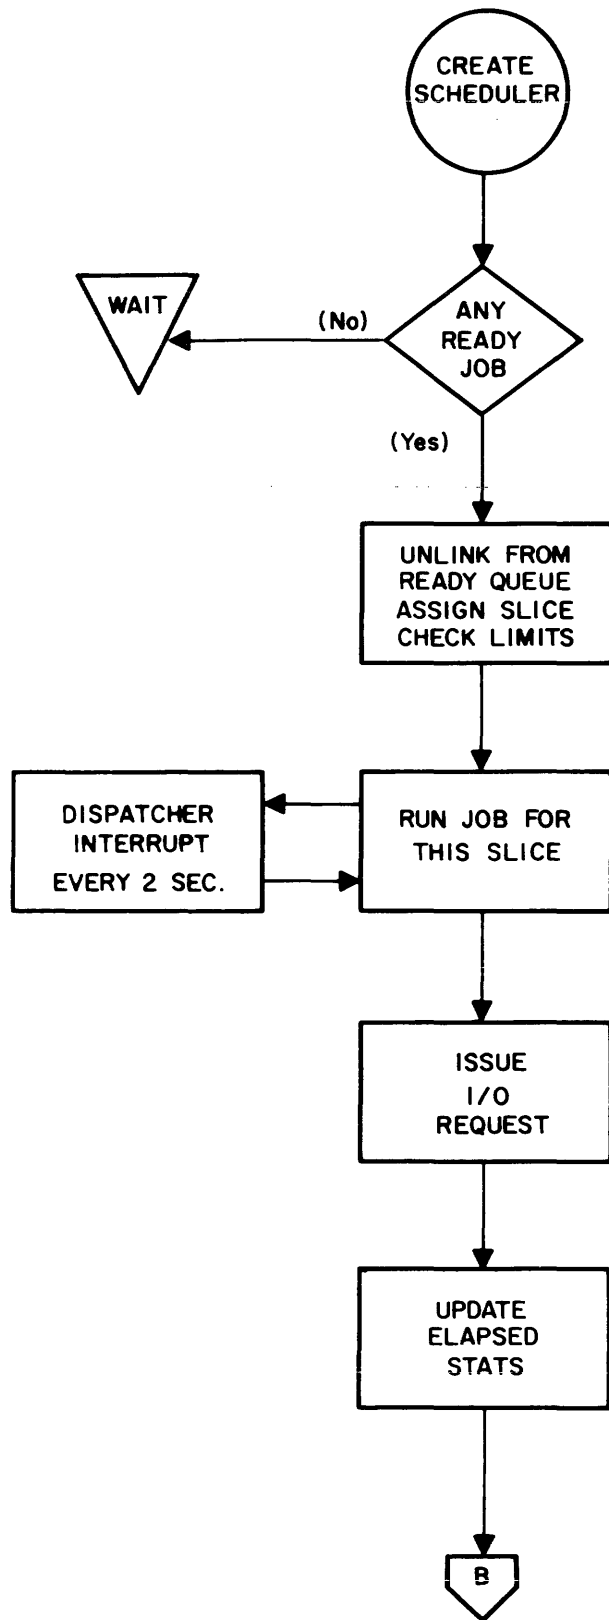 CREATE
SCHEDULER
ANY
READY
JOB
(No)
WAIT
(Yes)
UNLINK FROM
READY QUEUE
ASSIGN SLICE
CHECK LIMITS
RUN JOB FOR
THIS SLICE
DISPATCHER
INTERRUPT
EVERY 2 SEC.
ISSUE
I/O
REQUEST
UPDATE
ELAPSED
STATS
B